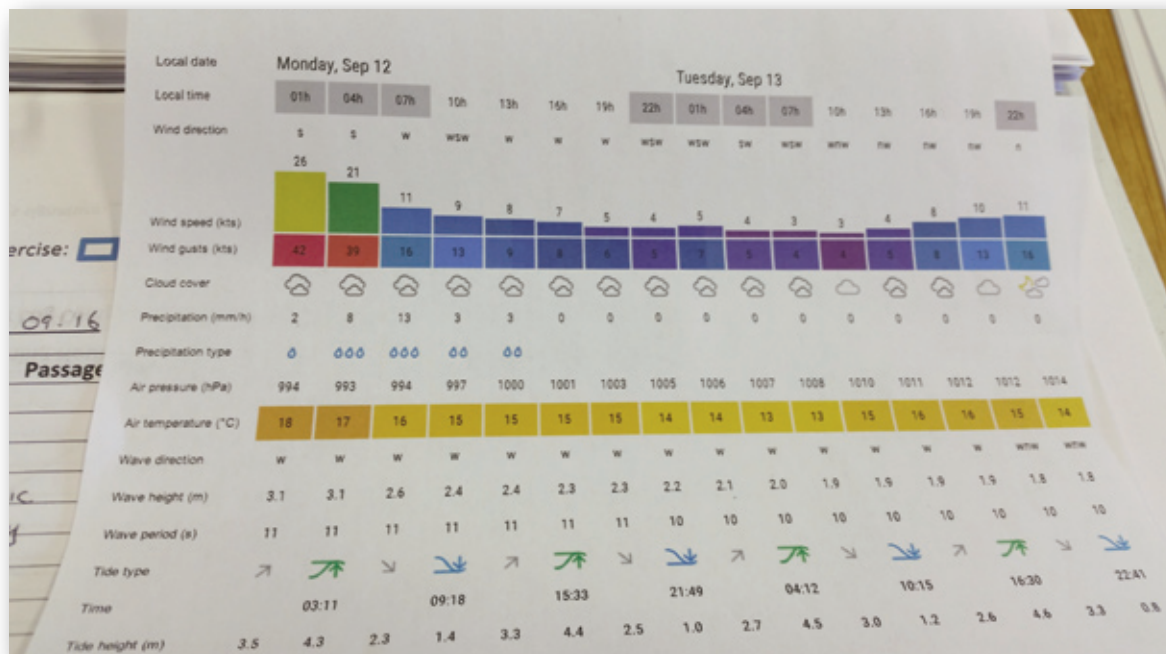 Local date Monday, Sep 12 Tuesday, Sep 13
Local time 01h 04h 07h 10h 13h 16h 19h 22h 01h 04h 07h 10h 13h 16h 19h 22h
Wind direction s s w wsw w w w wsw wsw sw wsw wnw nw nw nw n
26 21 11 9 8 7 5 4 5 4 3 3 4 8 10 11
Wind speed (kts)
Wind gusts (kts) 42 39 16 13 9 8 6 5 7 5 4 4 5 8 13 16
ercise:
Cloud cover
Precipitation (mm/h) 2 8 13 3 3 0 0 0 0 0 0 0 0 0 0 0
09-16
Precipitation type
Passage
Air pressure (hPa) 994 993 994 997 1000 1001 1003 1005 1006 1007 1008 1010 1011 1012 1012 1014
Air temperature (°C) 18 17 16 15 15 15 15 14 14 13 13 15 16 16 15 14
Wave direction w w w w w w w w w w w w w w wnw wnw
Wave height (m) 3.1 3.1 2.6 2.4 2.4 2.3 2.3 2.2 2.1 2.0 1.9 1.9 1.9 1.9 1.8 1.8
Wave period (s) 11 11 11 11 11 11 11 10 10 10 10 10 10 10 10 10
Tide type
Time 03:11 09:18 15:33 21:49 04:12 10:15 16:30 22:41
Tide height (m) 3.5 4.3 2.3 1.4 3.3 4.4 2.5 1.0 2.7 4.5 3.0 1.2 2.6 4.6 3.3 0.8